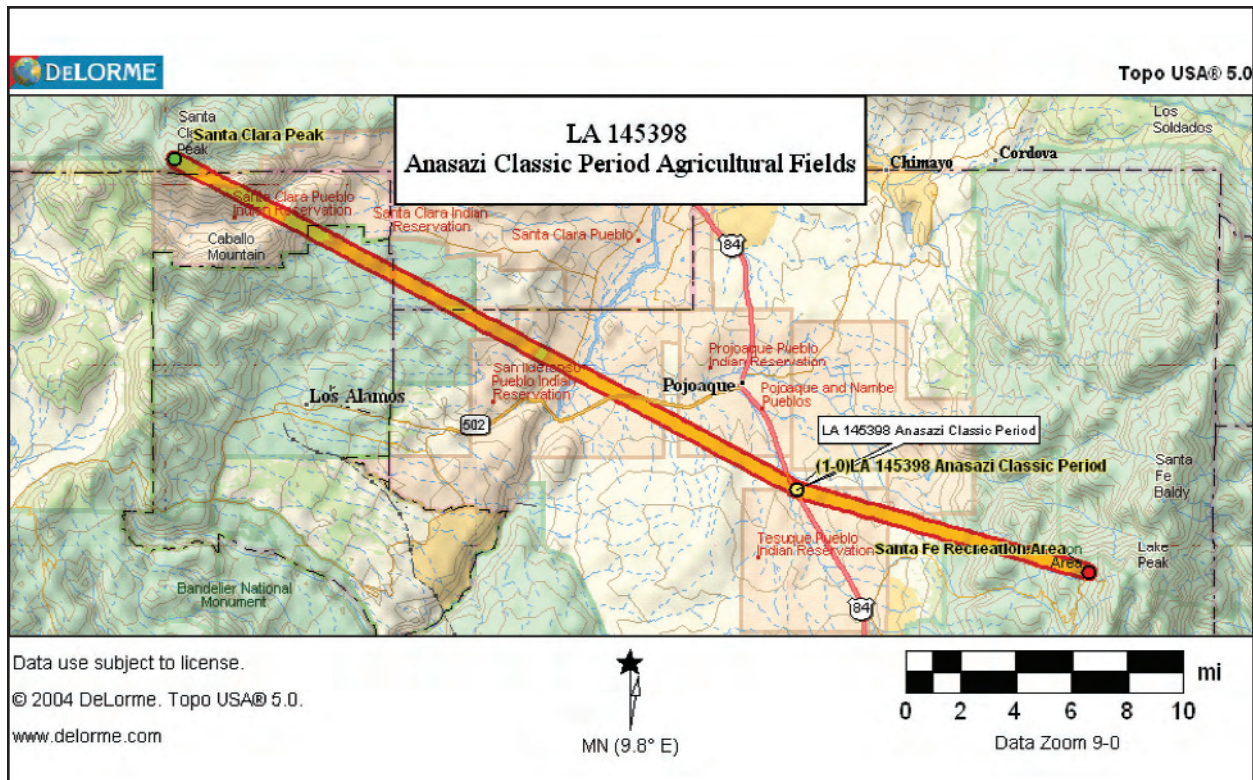 DELORME
Topo USA® 5.0
LA 145398
Anasazi Classic Period Agricultural Fields
Santa
Peak
Santa Clara Peak
Los
Soldados
Chimayo
Cordova
Santa Clara Pueblo
Indian Reservation
Santa Clara Indian
Reservation
Santa Clara Pueblo
84
Caballo
Mountain
Projoaque Pueblo
Indian Reservation
San Ildefonso
Pueblo Indian
Reservation
Pojoaque
Pojoaque and Nambe
Pueblos
Los Alamos
502
LA 145398 Anasazi Classic Period
(1-0)LA 145398 Anasazi Classic Period
Santa
Fe
Baldy
Tesuque Pueblo
Indian Reservation
Santa Fe Recreation Area
Area
Lake
Peak
Bandelier National
Monument
84
Data use subject to license.
© 2004 DeLorme. Topo USA® 5.0.
www.delorme.com
MN (9.8° E)
mi
0 2 4 6 8 10
Data Zoom 9-0